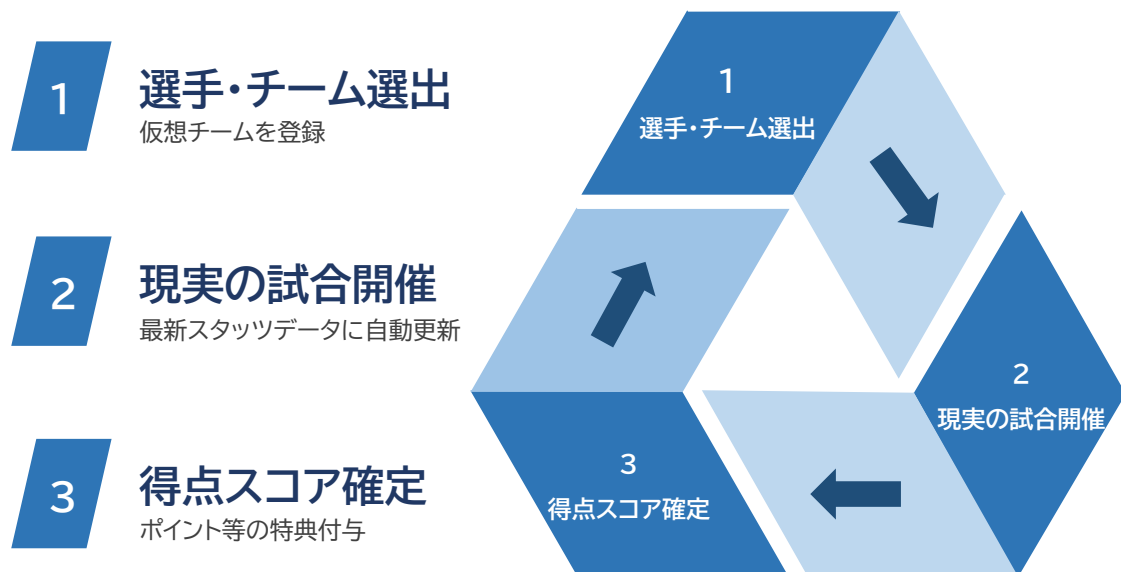 1
選手・チーム選出
仮想チームを登録
2
現実の試合開催
最新スタッツデータに自動更新
3
得点スコア確定
ポイント等の特典付与
1
選手・チーム選出
2
現実の試合開催
3
得点スコア確定